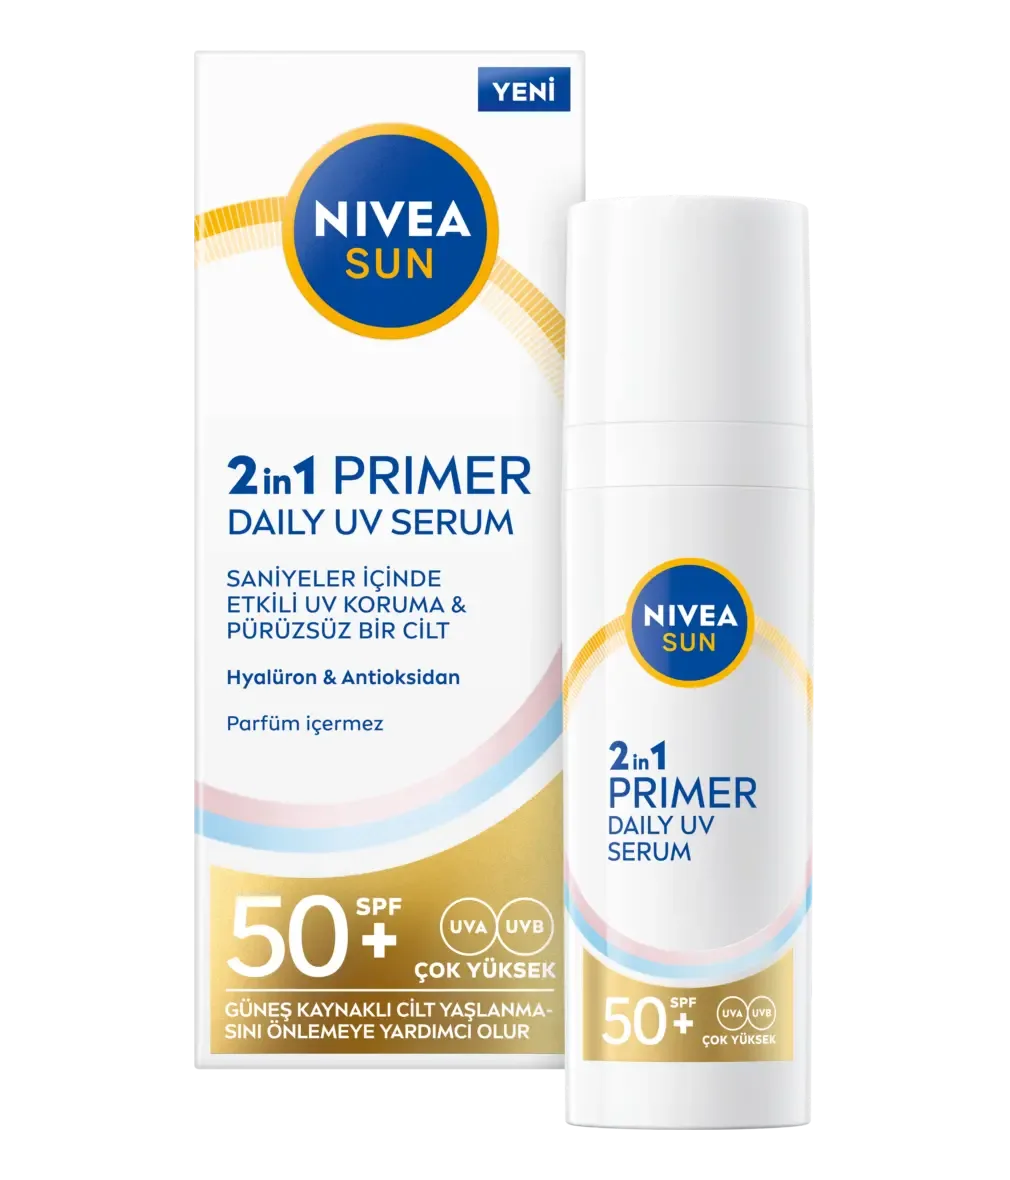 YENİ
NIVEA
SUN
2in1 PRIMER
DAILY UV SERUM
SANİYELER İÇİNDE
ETKİLİ UV KORUMA &
PÜRÜZSÜZ BİR CİLT
Hyalüron & Antioksidan
Parfüm içermez
50 SPF +
UVA UVB
ÇOK YÜKSEK
GÜNEŞ KAYNAKLI CİLT YAŞLANMA-
SINI ÖNLEMEYE YARDIMCI OLUR
NIVEA
SUN
2in1
PRIMER
DAILY UV
SERUM
50 SPF +
UVA UVB
ÇOK YÜKSEK